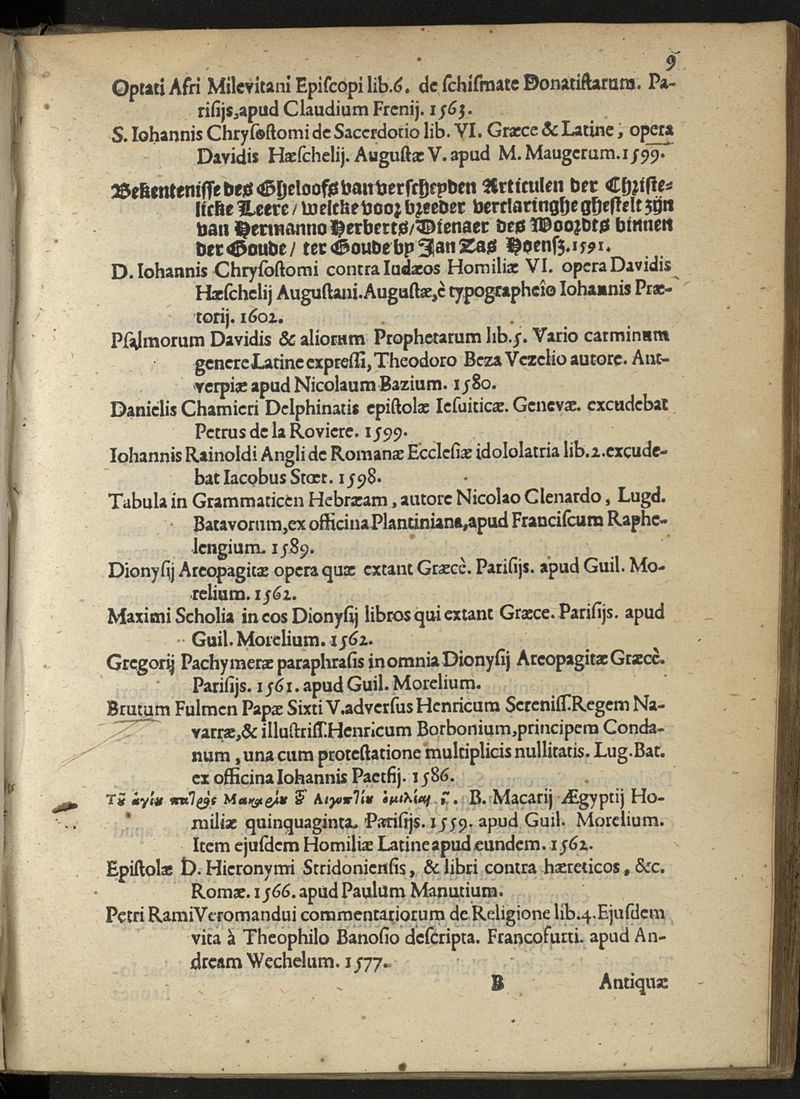 9
Optati Afri Milevitani Epiſcopi lib.6. de ſchiſmate Donatiſtarum. Pa-
riſijs, apud Claudium Frenij. 1563.
S. Iohannis Chryſoſtomi de Sacerdotio lib. VI. Græce & Latine, opera
Davidis Hæſchelij. Auguſtæ V. apud M. Maugerum. 1599.
Bekenteniſſe des Gheloofs van verſcheyden Articulen der Chriſte-
licke Leere / welcke voor breeder verclaringhe gheſtelt zijn
van Hermanno Herberts / Dienaer des Woordts binnen
der Goude / ter Goude by Jan Zas Hoenſz. 1591.
D. Iohannis Chryſoſtomi contra Iudæos Homiliæ VI. opera Davidis
Hæſchelij Auguſtani. Auguſtæ, è typographeîo Iohannis Præ-
torij. 1602.
Pſalmorum Davidis & aliorum Prophetarum lib.5. Vario carminum
genere Latine expreſſi, Theodoro Beza Vezelio autore. Ant-
verpiæ apud Nicolaum Bazium. 1580.
Danielis Chamieri Delphinatis epiſtolæ Ieſuiticæ. Genevæ. excudebat
Petrus de la Roviere. 1599.
Iohannis Rainoldi Angli de Romanæ Eccleſiæ idololatria lib.2. excude-
bat Iacobus Stœr. 1598.
Tabula in Grammaticen Hebræam, autore Nicolao Clenardo, Lugd.
Batavorum, ex officina Plantiniana, apud Franciſcum Raphe-
lengium. 1589.
Dionyſij Areopagitæ opera quæ extant Græcè. Pariſijs. apud Guil. Mo-
relium. 1562.
Maximi Scholia in eos Dionyſij libros qui extant Græce. Pariſijs. apud
Guil. Morelium. 1562.
Gregorij Pachymeræ paraphraſis in omnia Dionyſij Areopagitæ Græcè.
Pariſijs. 1561. apud Guil. Morelium.
Brutum Fulmen Papæ Sixti V. adverſus Henricum Sereniſſ. Regem Na-
varræ, & illuſtriſſ. Henricum Borbonium, principem Conda-
num, una cum proteſtatione multiplicis nullitatis. Lug. Bat.
ex officina Iohannis Paetſij. 1586.
Τȣ͂ ἁγίȣ πατρὸς Μακαρίȣ τȣ͂ Αἰγυπτίȣ ὁμιλίαι ν̄. B. Macarij Ægyptij Ho-
miliæ quinquaginta. Pariſijs. 1559. apud Guil. Morelium.
Item ejuſdem Homiliæ Latine apud eundem. 1562.
Epiſtolæ D. Hieronymi Stridonienſis, & libri contra hæreticos, &c.
Romæ. 1566. apud Paulum Manutium.
Petri Rami Veromandui commentariorum de Religione lib.4. Ejuſdem
vita à Theophilo Banoſio deſcripta. Francofurti. apud An-
dream Wechelum. 1577.
B Antiquæ